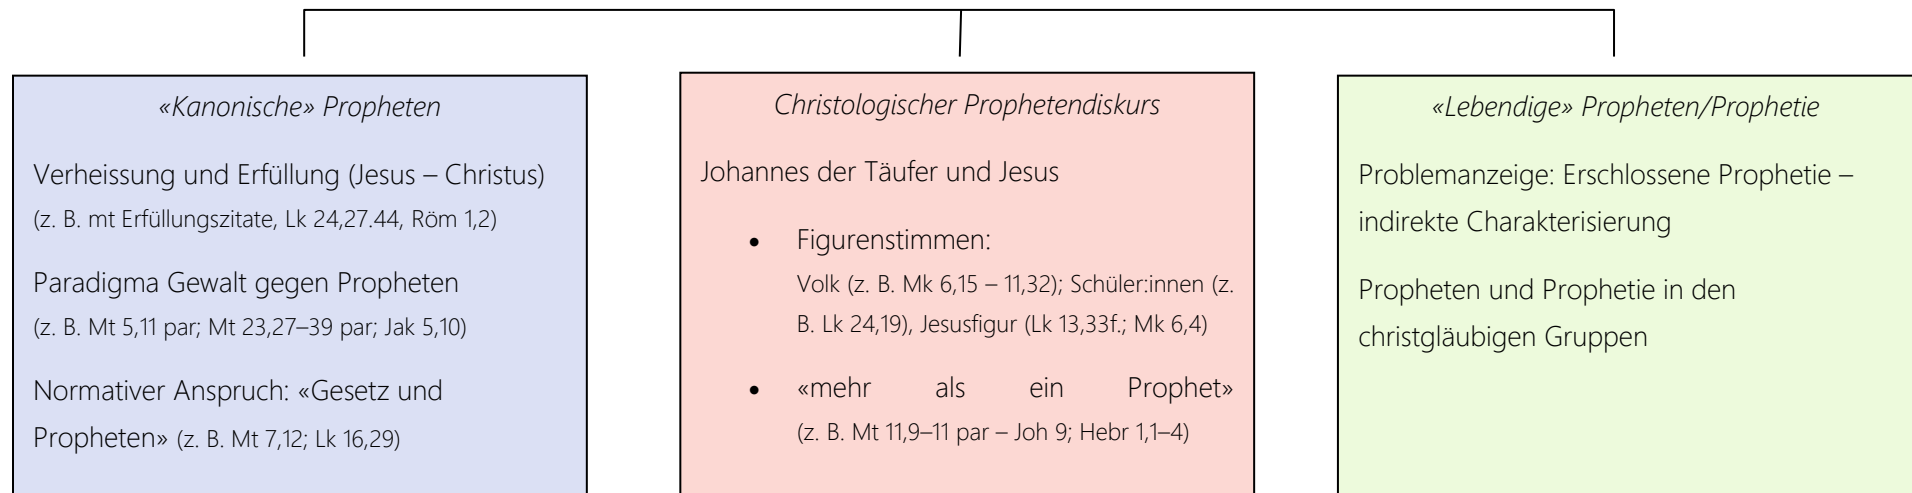 «Kanonische» Propheten
Verheissung und Erfüllung (Jesus – Christus)
(z. B. mt Erfüllungszitate, Lk 24,27.44, Röm 1,2)
Paradigma Gewalt gegen Propheten
(z. B. Mt 5,11 par; Mt 23,27–39 par; Jak 5,10)
Normativer Anspruch: «Gesetz und
Propheten» (z. B. Mt 7,12; Lk 16,29)
Christologischer Prophetendiskurs
Johannes der Täufer und Jesus
• Figurenstimmen:
Volk (z. B. Mk 6,15 – 11,32); Schüler:innen (z.
B. Lk 24,19), Jesusfigur (Lk 13,33f.; Mk 6,4)
• «mehr als ein Prophet»
(z. B. Mt 11,9–11 par – Joh 9; Hebr 1,1–4)
«Lebendige» Propheten/Prophetie
Problemanzeige: Erschlossene Prophetie –
indirekte Charakterisierung
Propheten und Prophetie in den
christgläubigen Gruppen